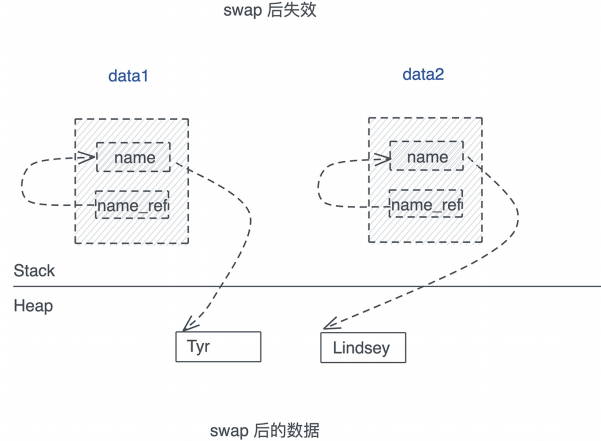 swap 后失效
data1 data2
name name
name_ref name_ref
Stack
Heap
Tyr Lindsey
swap 后的数据